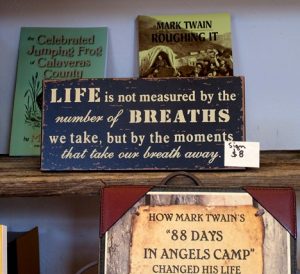 the
Celebrated
Jumping Frog
of Calaveras
County
MARK TWAIN
ROUGHING IT
LIFE is not measured by the
number of BREATHS
we take, but by the moments
that take our breath away.
Sign
$8
HOW MARK TWAIN'S
"88 DAYS
IN ANGELS CAMP"
CHANGED HIS LIFE